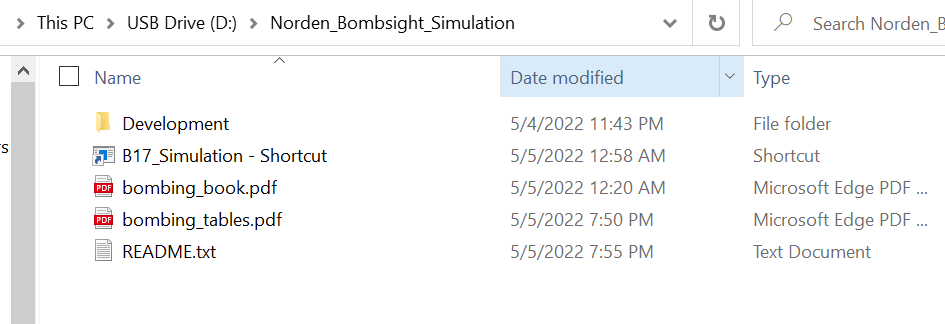 This PC > USB Drive (D:) > Norden_Bombsight_Simulation Search Norden_B
Name Date modified Type
Development 5/4/2022 11:43 PM File folder
B17_Simulation - Shortcut 5/5/2022 12:58 AM Shortcut
PDF bombing_book.pdf 5/5/2022 12:20 AM Microsoft Edge PDF ...
PDF bombing_tables.pdf 5/5/2022 7:50 PM Microsoft Edge PDF ...
README.txt 5/5/2022 7:55 PM Text Document